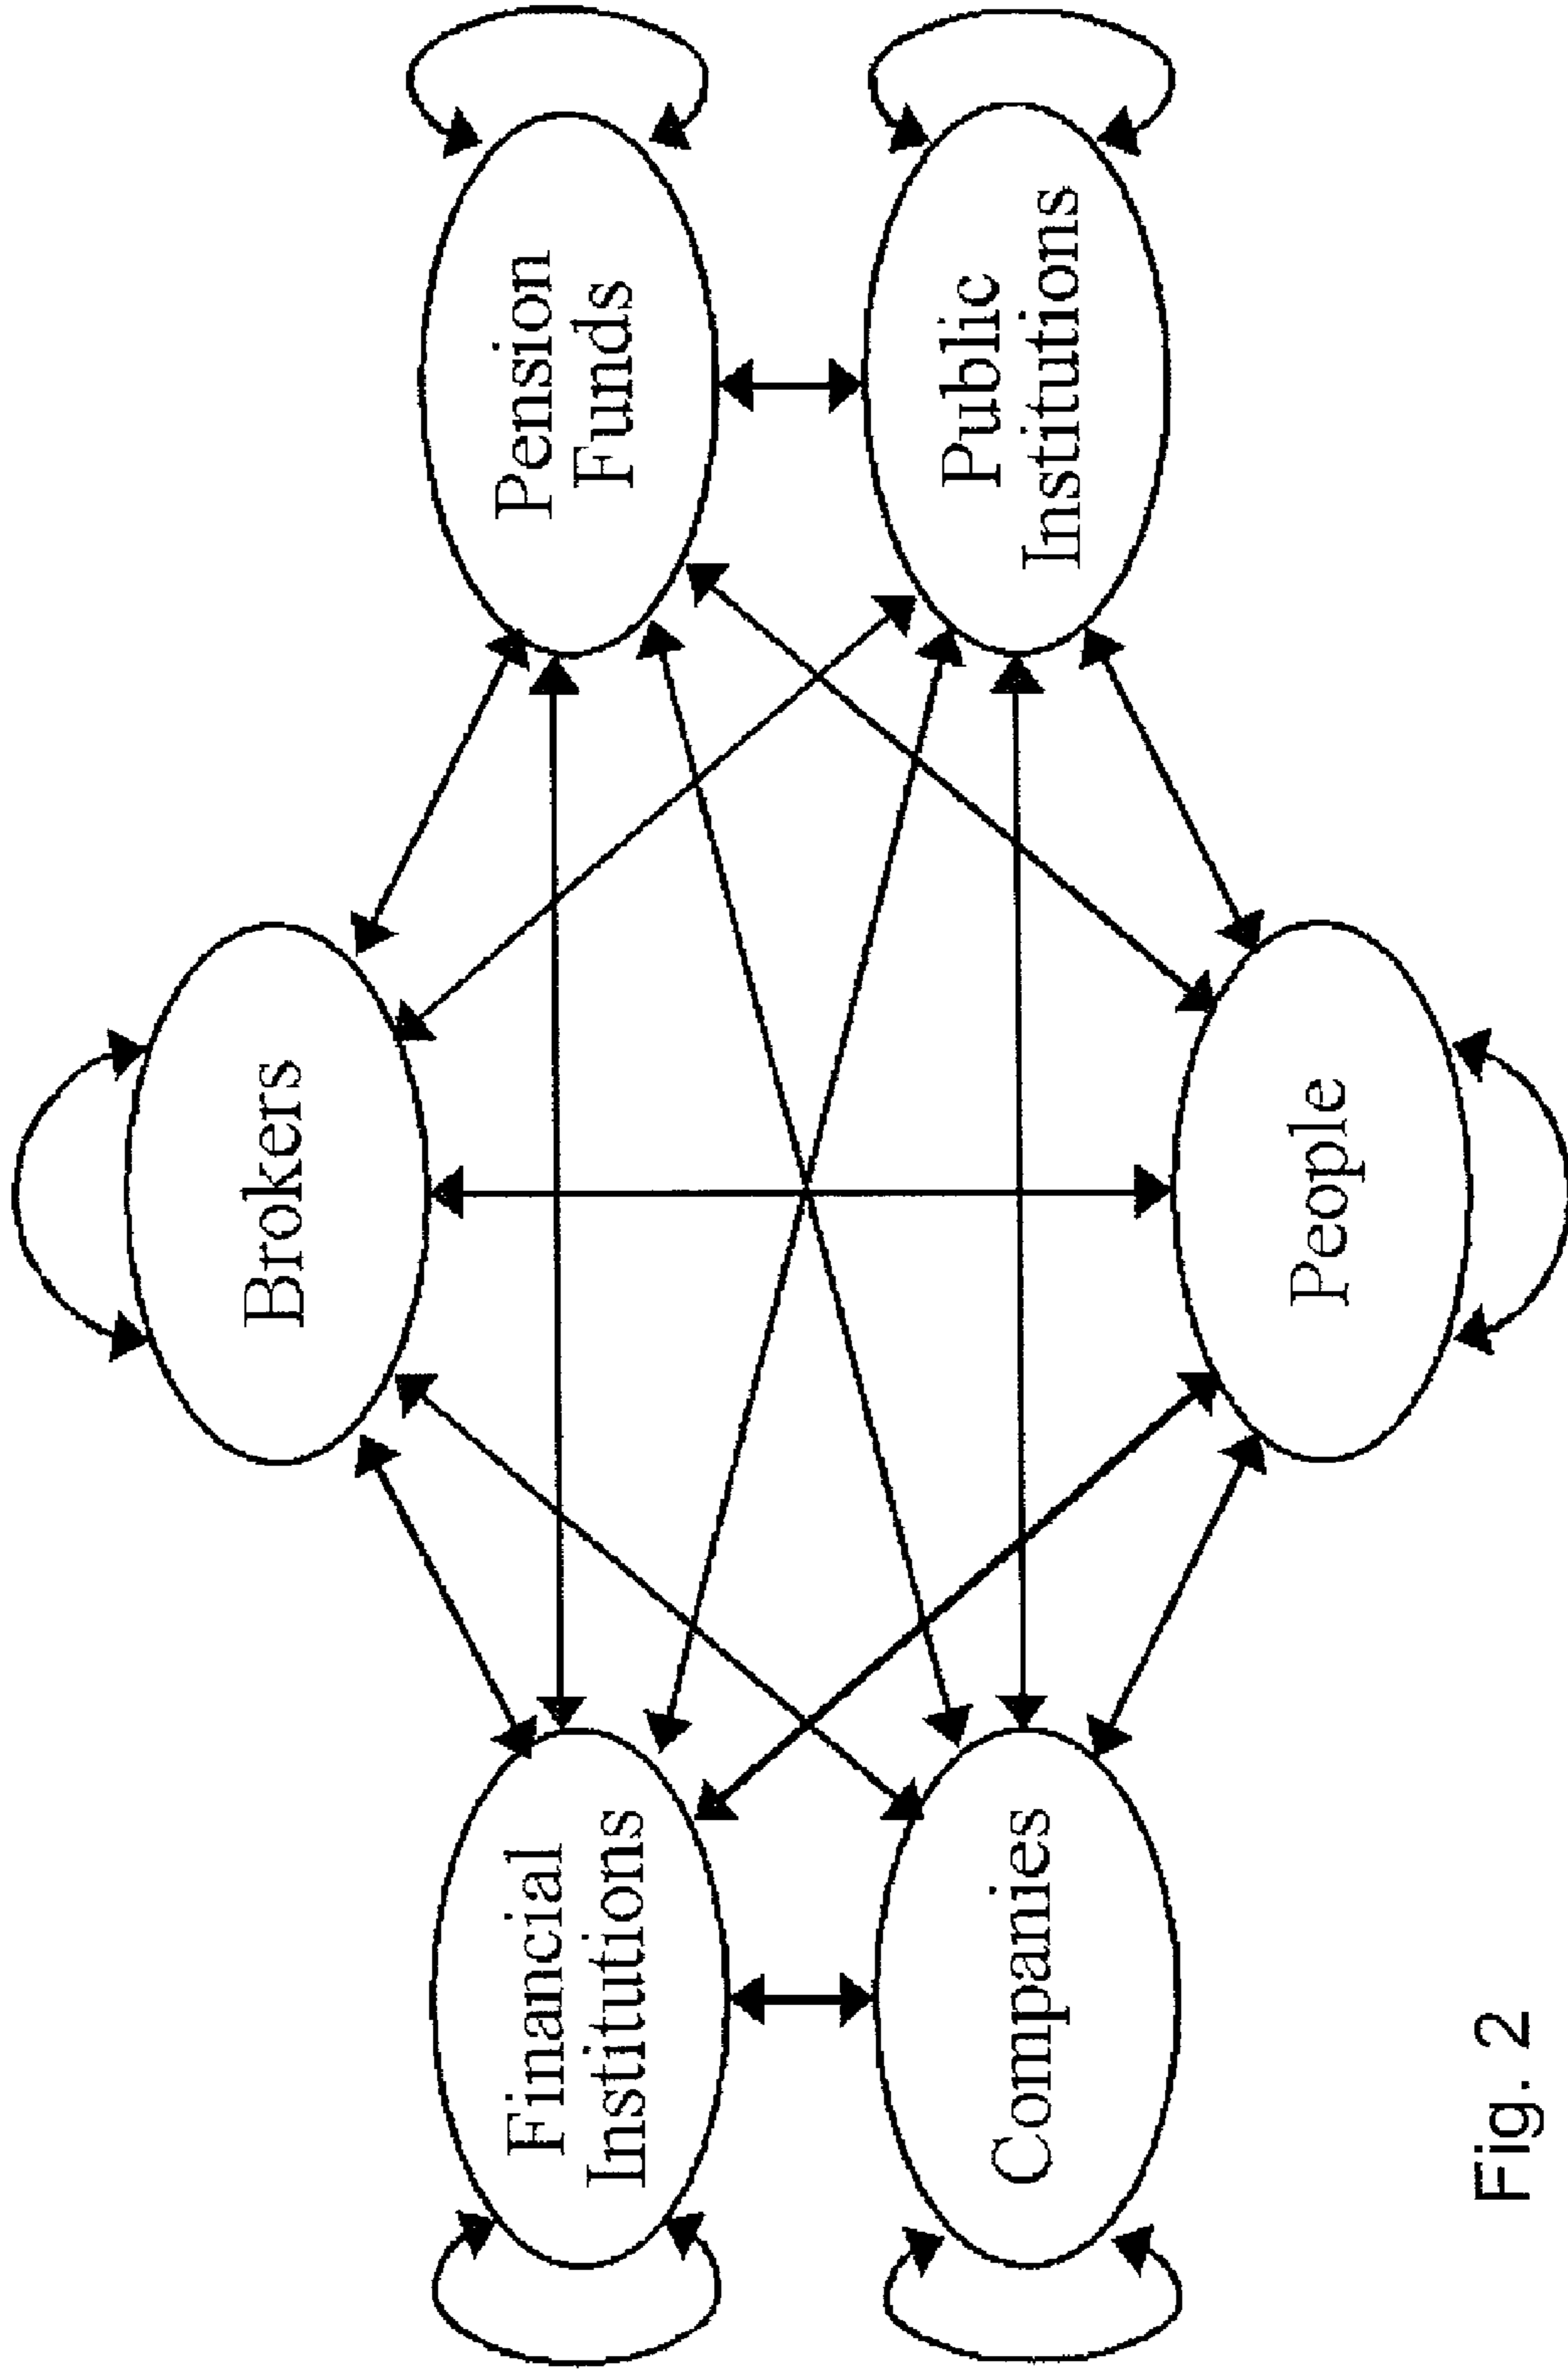 Brokers
Financial
Institutions
Pension
Funds
Companies
Public
Institutions
People
Fig. 2